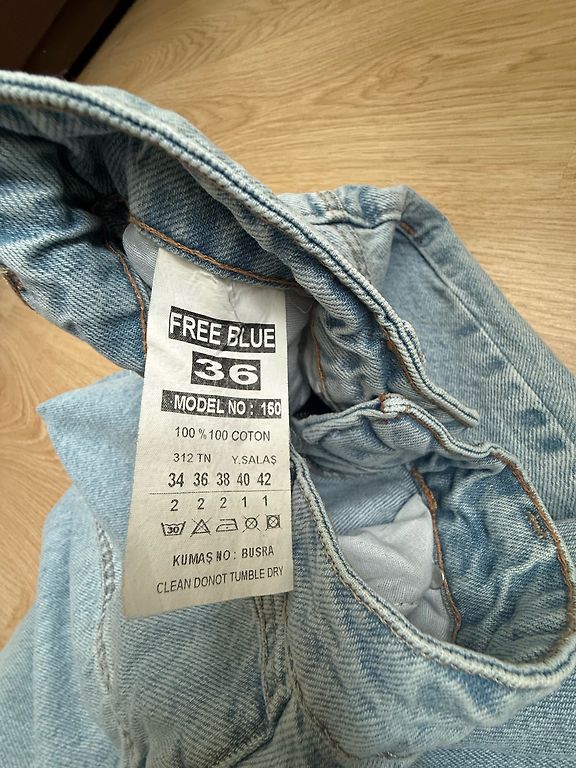 FREE BLUE
36
MODEL NO : 150
100 % 100 COTON
312 TN Y.SALAŞ
34 36 38 40 42
2 2 2 1 1
30
KUMAŞ NO : BUSRA
CLEAN DONOT TUMBLE DRY